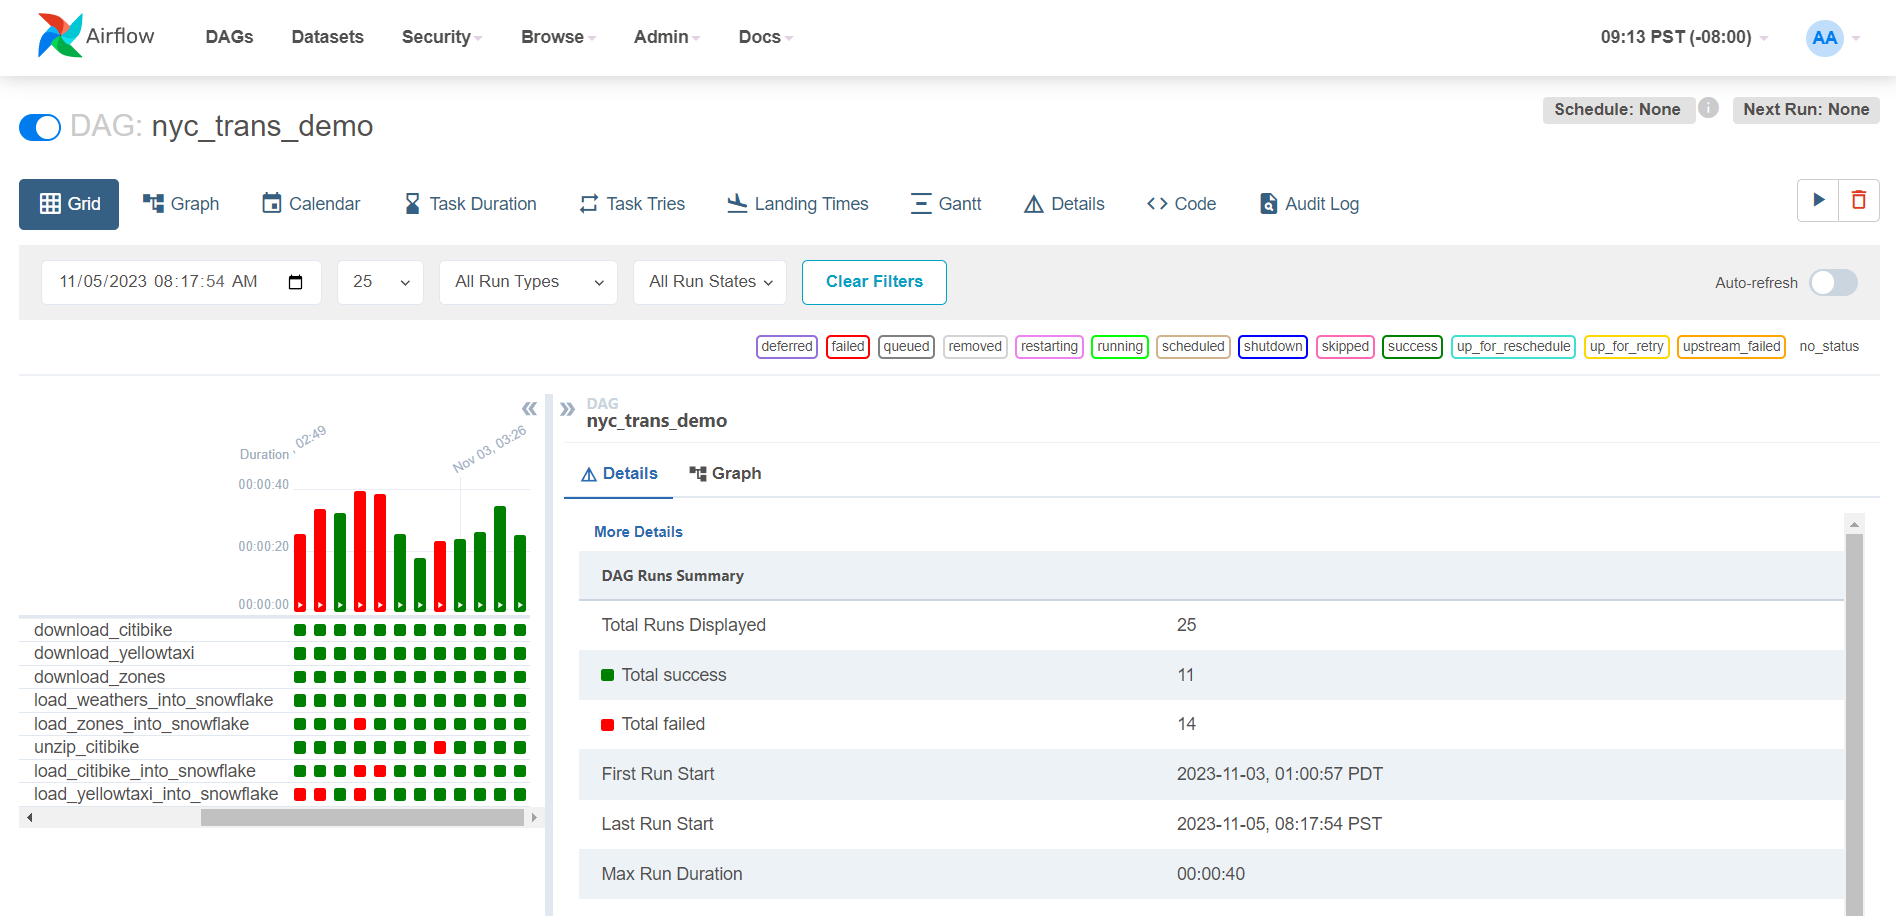 Airflow DAGs Datasets Security Browse Admin Docs 09:13 PST (-08:00) AA
DAG: nyc_trans_demo Schedule: None i Next Run: None
Grid Graph Calendar Task Duration Task Tries Landing Times Gantt Details Code Audit Log
11/05/2023 08:17:54 AM 25 All Run Types All Run States Clear Filters Auto-refresh
deferred failed queued removed restarting running scheduled shutdown skipped success up_for_reschedule up_for_retry upstream_failed no_status
Duration
, 02:49
Nov 03, 03:26
00:00:40
00:00:20
00:00:00
download_citibike
download_yellowtaxi
download_zones
load_weathers_into_snowflake
load_zones_into_snowflake
unzip_citibike
load_citibike_into_snowflake
load_yellowtaxi_into_snowflake
DAG
nyc_trans_demo
Details Graph
More Details
DAG Runs Summary
Total Runs Displayed 25
Total success 11
Total failed 14
First Run Start 2023-11-03, 01:00:57 PDT
Last Run Start 2023-11-05, 08:17:54 PST
Max Run Duration 00:00:40